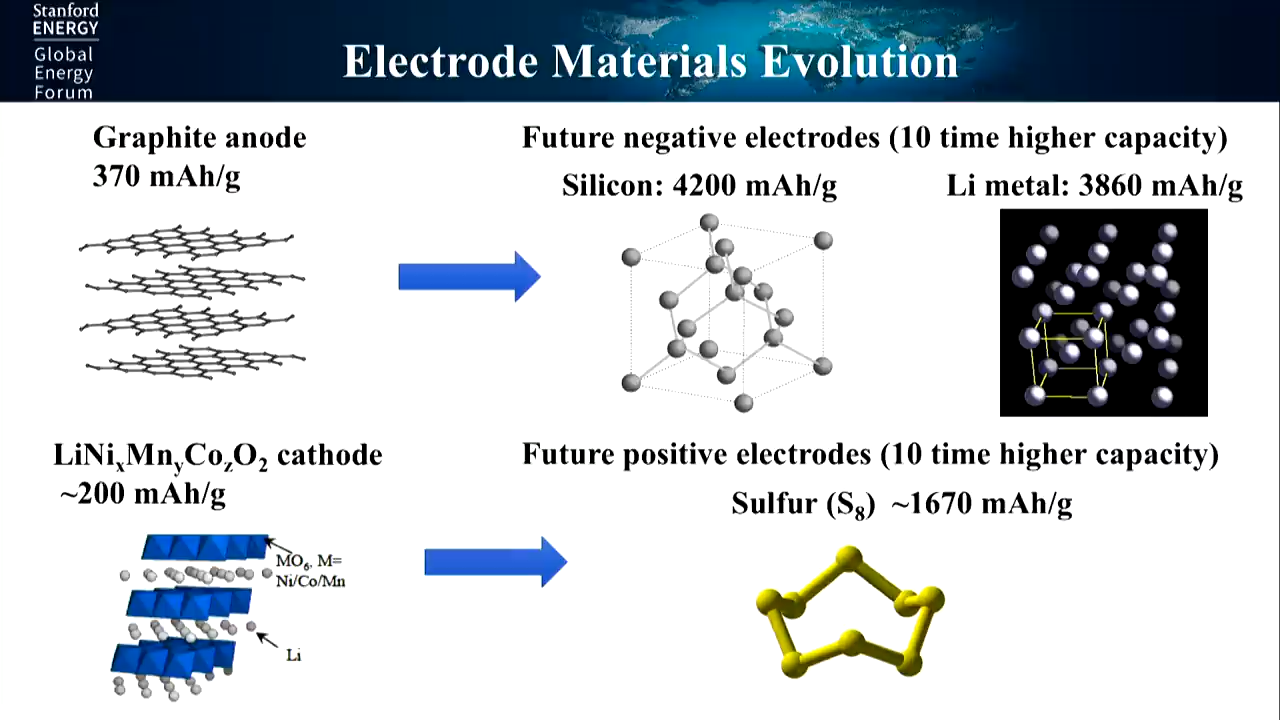 Stanford
ENERGY
Global
Energy
Forum
Electrode Materials Evolution
Graphite anode
370 mAh/g
Future negative electrodes (10 time higher capacity)
Silicon: 4200 mAh/g
Li metal: 3860 mAh/g
LiNiₓMnᵧCo_zO₂ cathode
~200 mAh/g
MO₆, M=
Ni/Co/Mn
Li
Future positive electrodes (10 time higher capacity)
Sulfur (S₈) ~1670 mAh/g